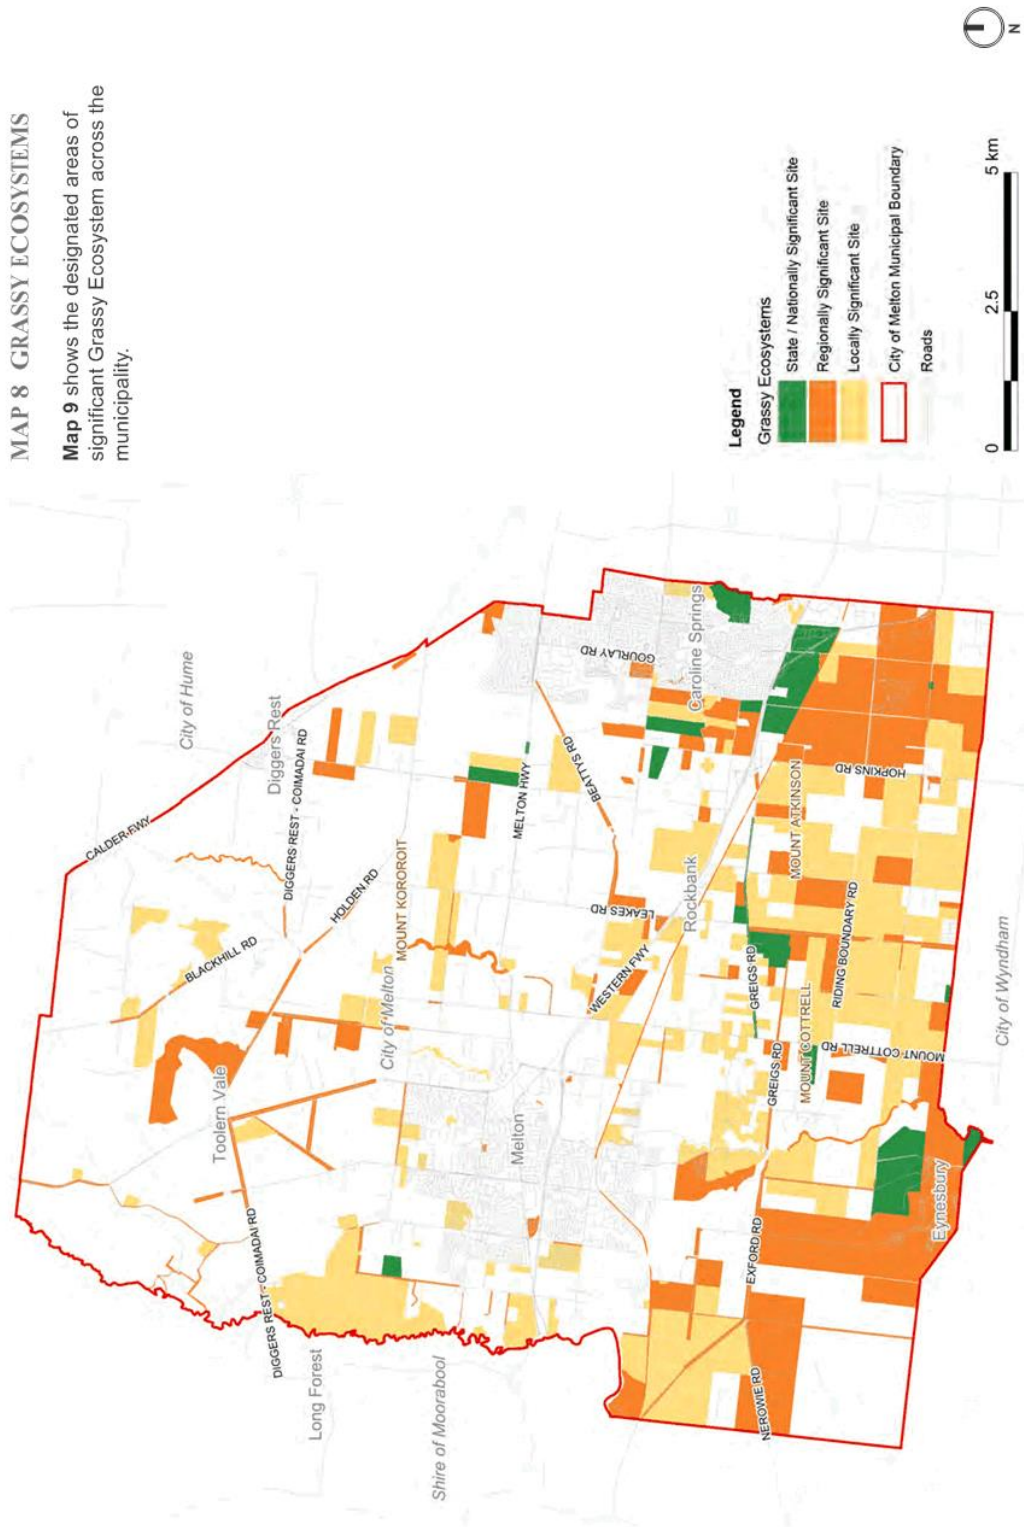 MAP 8 GRASSY ECOSYSTEMS
Map 9 shows the designated areas of
significant Grassy Ecosystem across the
municipality.
City of Hume
Diggers Rest
CALDER FWY
DIGGERS REST - COIMADAI RD
HOLDEN RD
BLACKHILL RD
MOUNT KOROROIT
City of Melton
Toolern Vale
DIGGERS REST - COIMADAI RD
Long Forest
Shire of Moorabool
Melton
MELTON HWY
BEATTYS RD
GOURLAY RD
Caroline Springs
LEAKES RD
WESTERN FWY
Rockbank
GREIGS RD
GREIGS RD
MOUNT ATKINSON
HOPKINS RD
RIDING BOUNDARY RD
MOUNT COTTRELL
MOUNT COTTRELL RD
EXFORD RD
NEROWIE RD
Eynesbury
City of Wyndham
Legend
Grassy Ecosystems
State / Nationally Significant Site
Regionally Significant Site
Locally Significant Site
City of Melton Municipal Boundary
Roads
0 2.5 5 km
N